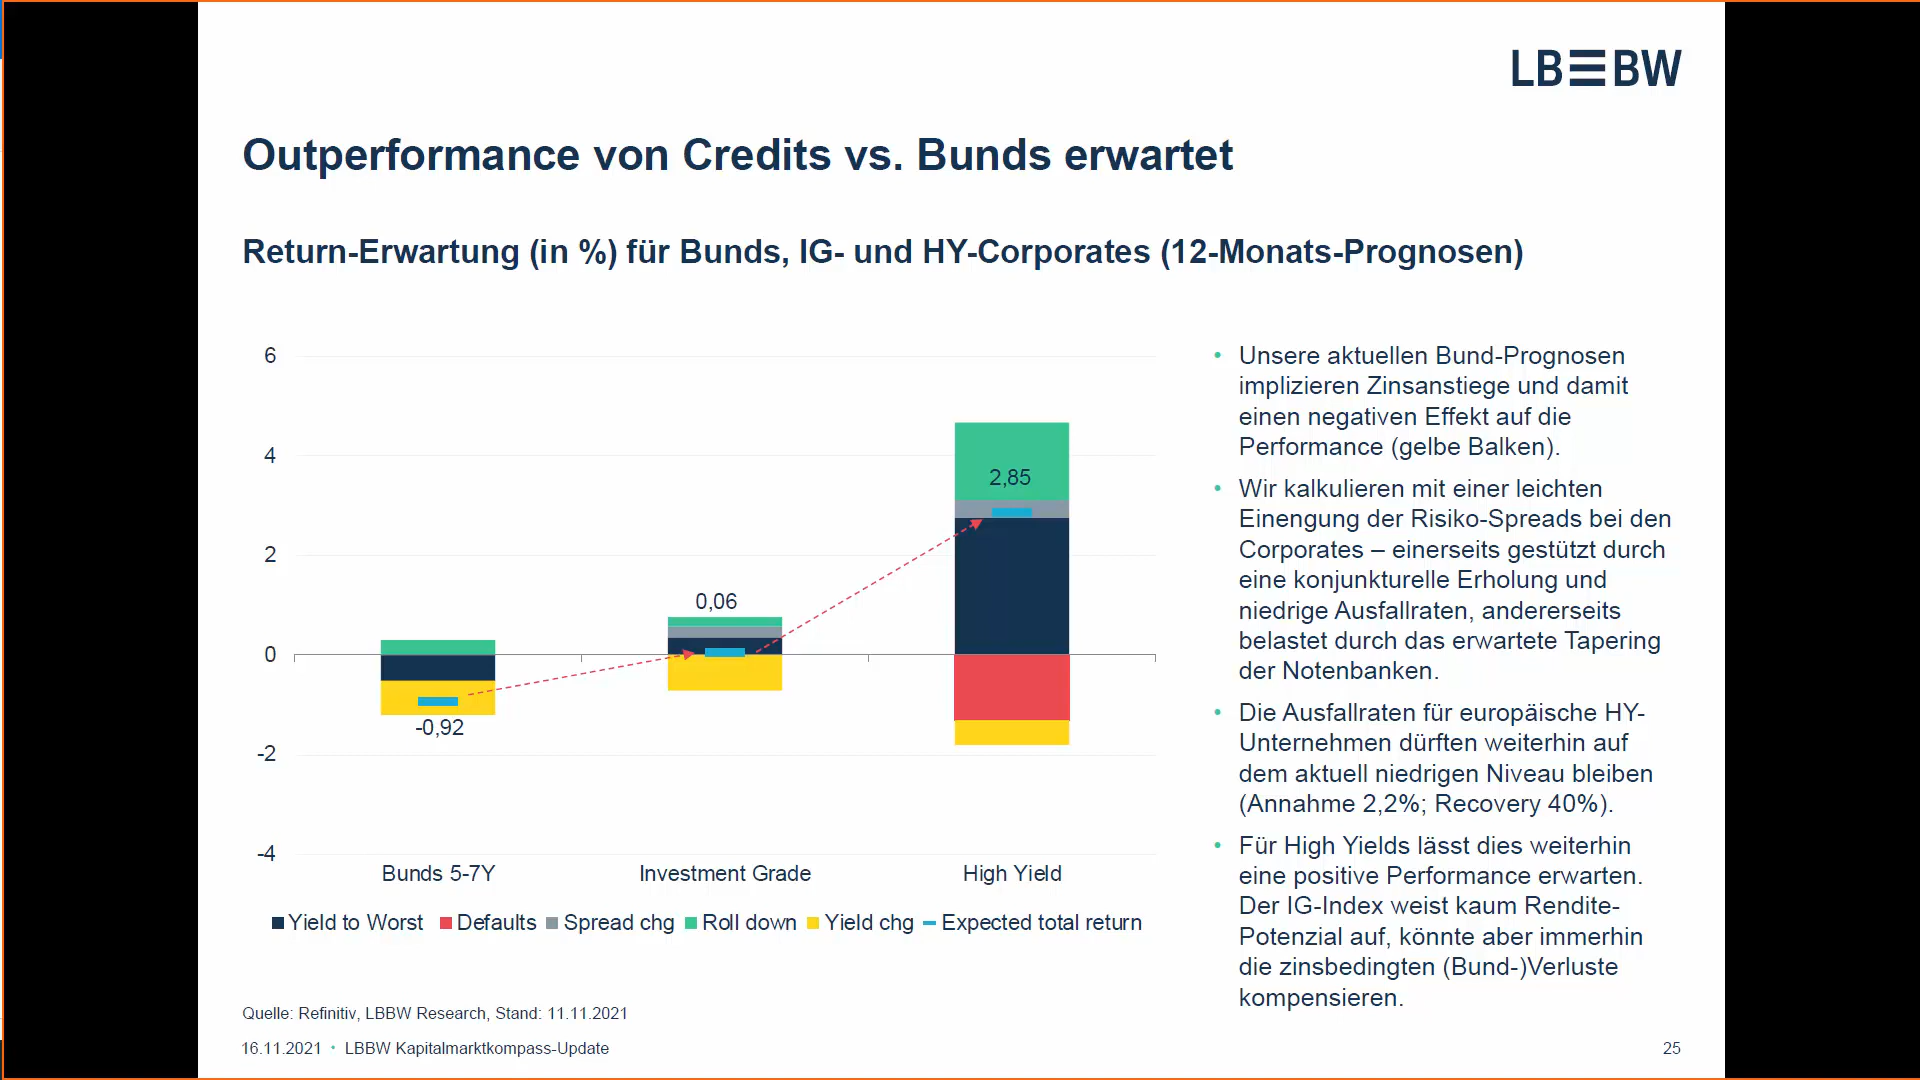 LBBW
Outperformance von Credits vs. Bunds erwartet
Return-Erwartung (in %) für Bunds, IG- und HY-Corporates (12-Monats-Prognosen)
6
4
2
0
-2
-4
2,85
0,06
-0,92
Bunds 5-7Y
Investment Grade
High Yield
Yield to Worst
Defaults
Spread chg
Roll down
Yield chg
Expected total return
• Unsere aktuellen Bund-Prognosen
implizieren Zinsanstiege und damit
einen negativen Effekt auf die
Performance (gelbe Balken).
• Wir kalkulieren mit einer leichten
Einengung der Risiko-Spreads bei den
Corporates – einerseits gestützt durch
eine konjunkturelle Erholung und
niedrige Ausfallraten, andererseits
belastet durch das erwartete Tapering
der Notenbanken.
• Die Ausfallraten für europäische HY-
Unternehmen dürften weiterhin auf
dem aktuell niedrigen Niveau bleiben
(Annahme 2,2%; Recovery 40%).
• Für High Yields lässt dies weiterhin
eine positive Performance erwarten.
Der IG-Index weist kaum Rendite-
Potenzial auf, könnte aber immerhin
die zinsbedingten (Bund-)Verluste
kompensieren.
Quelle: Refinitiv, LBBW Research, Stand: 11.11.2021
16.11.2021 • LBBW Kapitalmarktkompass-Update
25